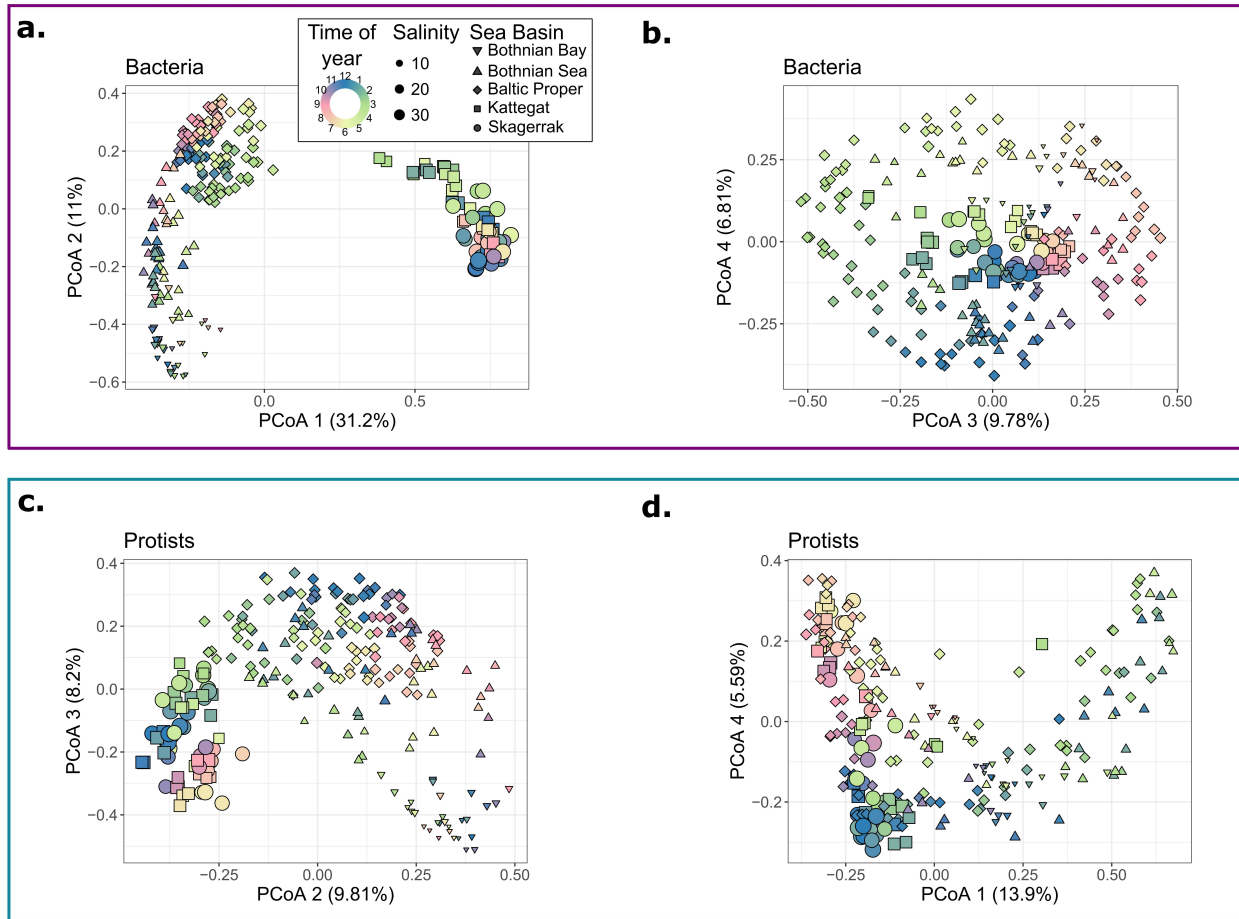 a.
Bacteria
Time of
year
12
1
2
3
4
5
6
7
8
9
10
11
Salinity
10
20
30
Sea Basin
Bothnian Bay
Bothnian Sea
Baltic Proper
Kattegat
Skagerrak
PCoA 2 (11%)
0.4
0.2
0.0
−0.2
−0.4
−0.6
0.0
0.5
PCoA 1 (31.2%)
b.
Bacteria
PCoA 4 (6.81%)
0.25
0.00
−0.25
−0.50
−0.25
0.00
0.25
0.50
PCoA 3 (9.78%)
c.
Protists
PCoA 3 (8.2%)
0.4
0.2
0.0
−0.2
−0.4
−0.25
0.00
0.25
0.50
PCoA 2 (9.81%)
d.
Protists
PCoA 4 (5.59%)
0.4
0.2
0.0
−0.2
−0.25
0.00
0.25
0.50
PCoA 1 (13.9%)